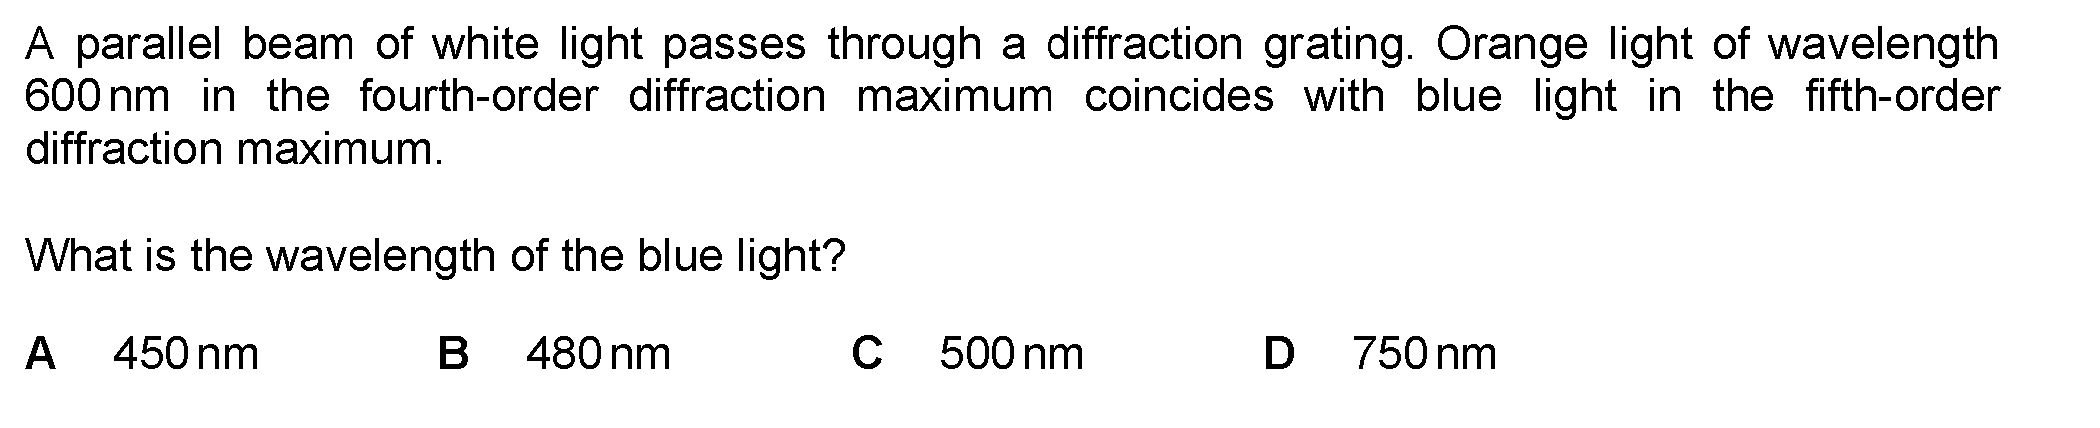 A parallel beam of white light passes through a diffraction grating. Orange light of wavelength
600 nm in the fourth-order diffraction maximum coincides with blue light in the fifth-order
diffraction maximum.
What is the wavelength of the blue light?
A 450 nm B 480 nm C 500 nm D 750 nm